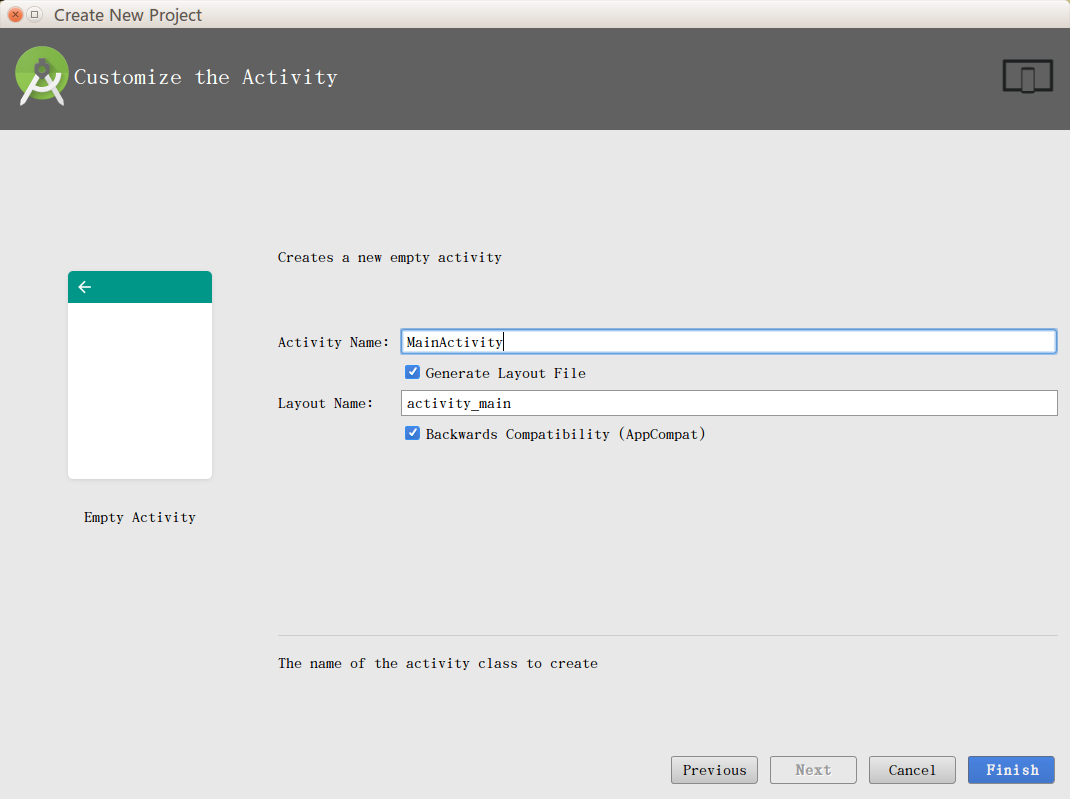 Create New Project
Customize the Activity
Creates a new empty activity
Activity Name: MainActivity
Generate Layout File
Layout Name: activity_main
Backwards Compatibility (AppCompat)
Empty Activity
The name of the activity class to create
Previous Next Cancel Finish